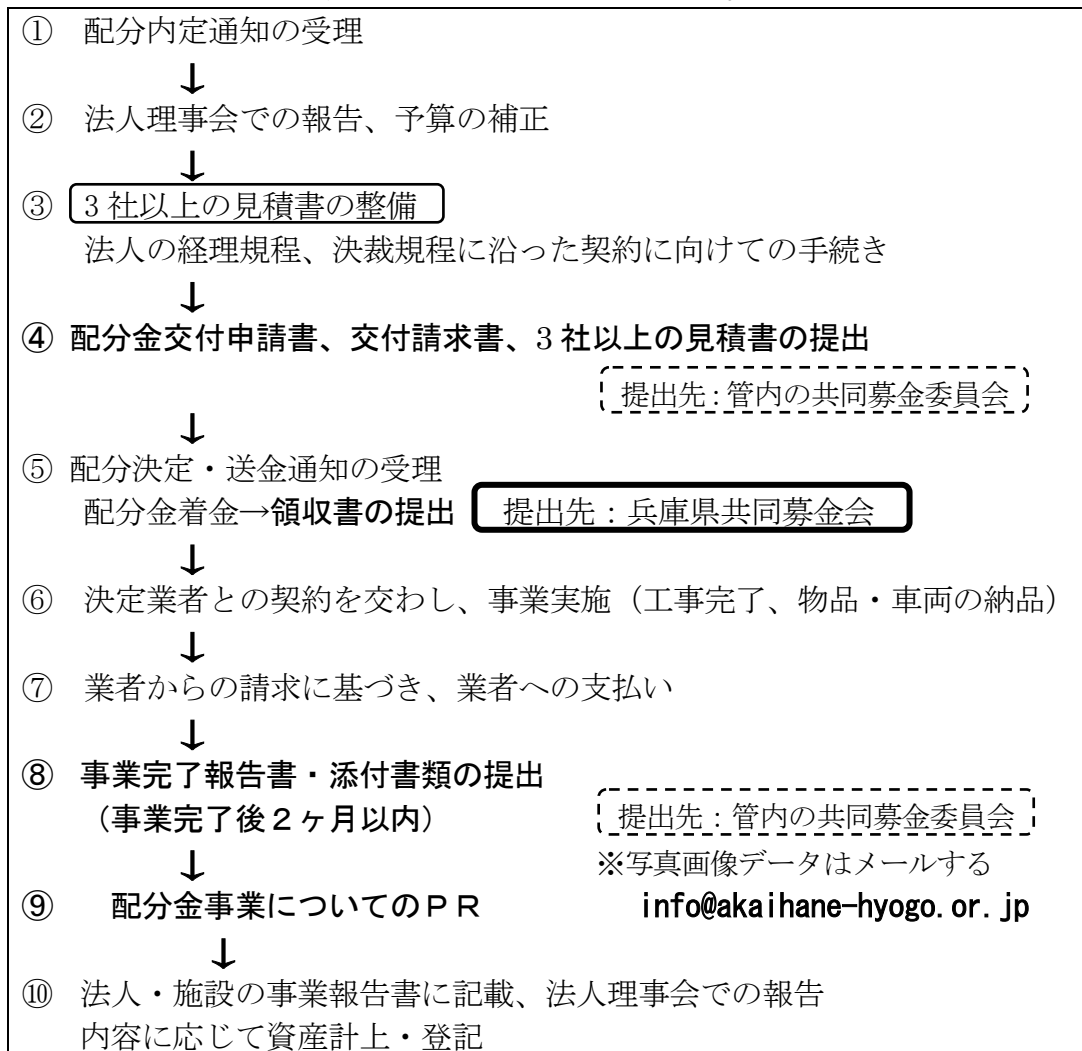 ① 配分内定通知の受理
↓
② 法人理事会での報告、予算の補正
↓
③ 3社以上の見積書の整備
法人の経理規程、決裁規程に沿った契約に向けての手続き
↓
④ 配分金交付申請書、交付請求書、3社以上の見積書の提出
提出先：管内の共同募金委員会
↓
⑤ 配分決定・送金通知の受理
配分金着金→領収書の提出 提出先：兵庫県共同募金会
↓
⑥ 決定業者との契約を交わし、事業実施（工事完了、物品・車両の納品）
↓
⑦ 業者からの請求に基づき、業者への支払い
↓
⑧ 事業完了報告書・添付書類の提出
（事業完了後２ヶ月以内） 提出先：管内の共同募金委員会
↓ ※写真画像データはメールする
⑨ 配分金事業についてのＰＲ info@akaihane-hyogo.or.jp
↓
⑩ 法人・施設の事業報告書に記載、法人理事会での報告
内容に応じて資産計上・登記